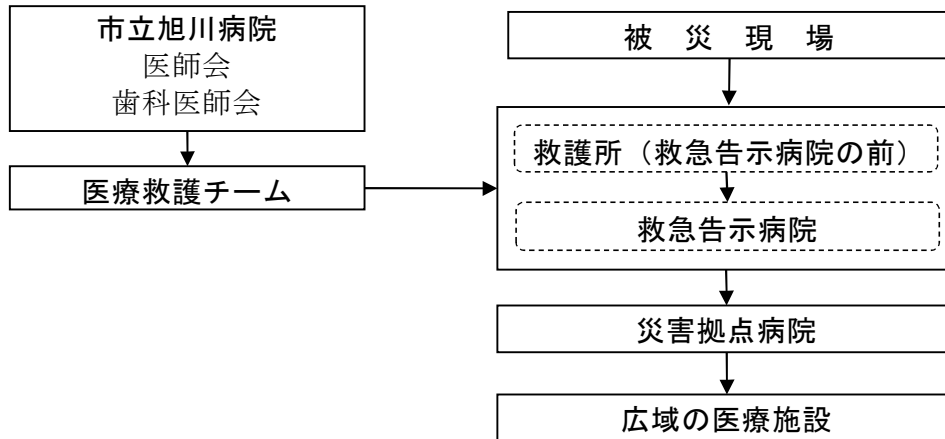 市立旭川病院
医師会
歯科医師会
医療救護チーム
被 災 現 場
救護所（救急告示病院の前）
救急告示病院
災害拠点病院
広域の医療施設